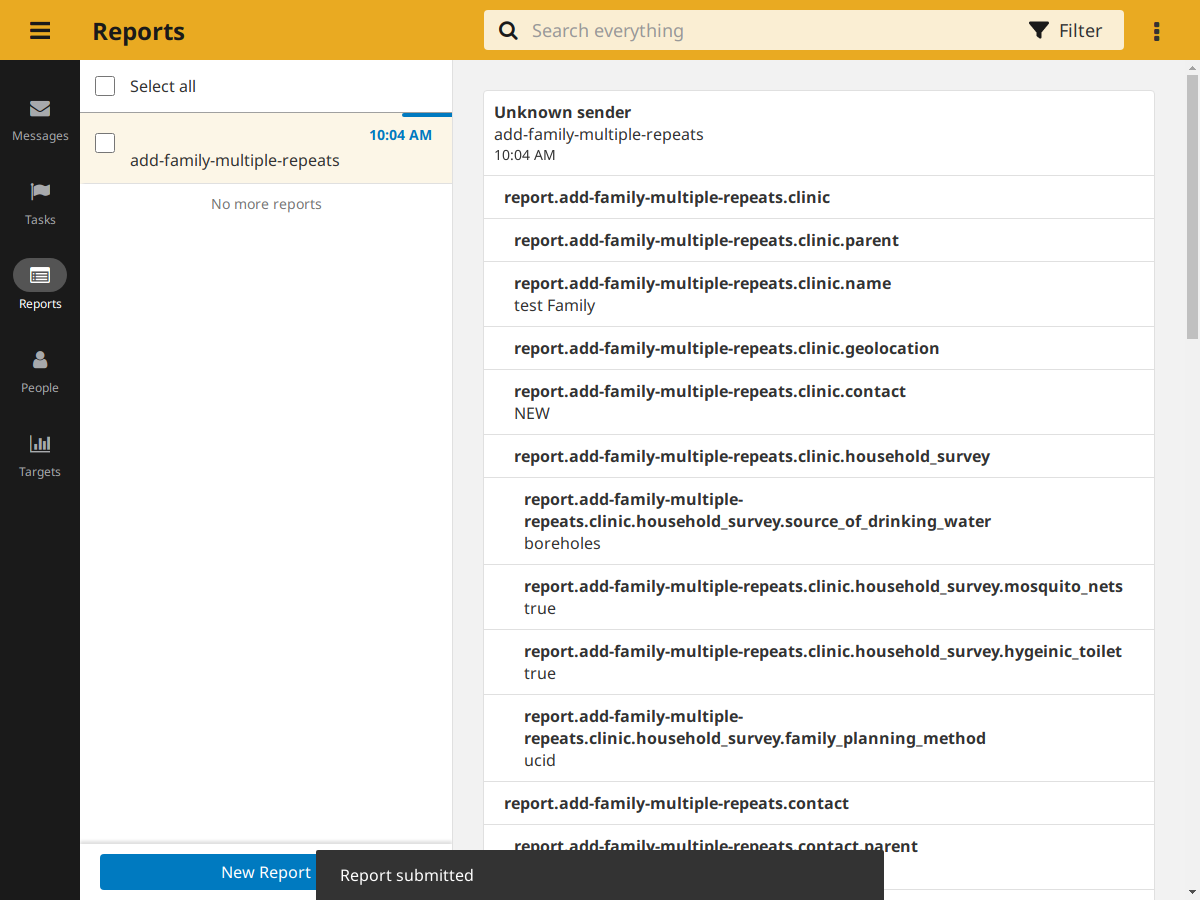 Reports
Search everything
Filter
Messages
Tasks
Reports
People
Targets
Select all
10:04 AM
add-family-multiple-repeats
No more reports
New Report
Unknown sender
add-family-multiple-repeats
10:04 AM
report.add-family-multiple-repeats.clinic
report.add-family-multiple-repeats.clinic.parent
report.add-family-multiple-repeats.clinic.name
test Family
report.add-family-multiple-repeats.clinic.geolocation
report.add-family-multiple-repeats.clinic.contact
NEW
report.add-family-multiple-repeats.clinic.household_survey
report.add-family-multiple-
repeats.clinic.household_survey.source_of_drinking_water
boreholes
report.add-family-multiple-repeats.clinic.household_survey.mosquito_nets
true
report.add-family-multiple-repeats.clinic.household_survey.hygeinic_toilet
true
report.add-family-multiple-
repeats.clinic.household_survey.family_planning_method
ucid
report.add-family-multiple-repeats.contact
report.add-family-multiple-repeats.contact.parent
Report submitted